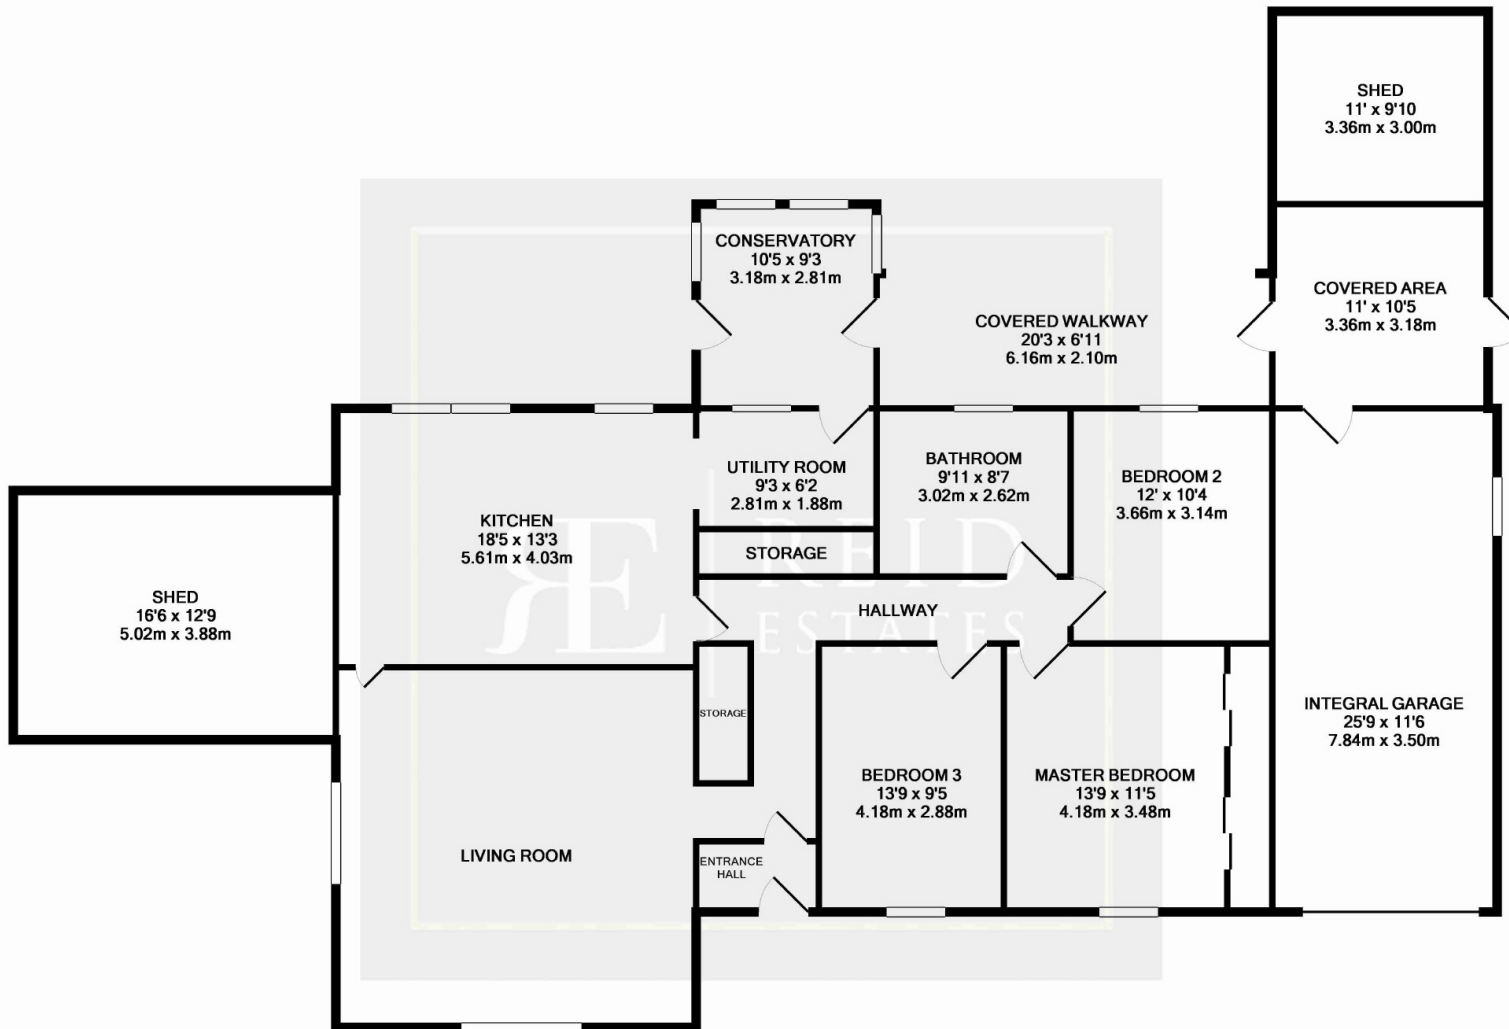 SHED
11' x 9'10
3.36m x 3.00m
CONSERVATORY
10'5 x 9'3
3.18m x 2.81m
COVERED WALKWAY
20'3 x 6'11
6.16m x 2.10m
COVERED AREA
11' x 10'5
3.36m x 3.18m
UTILITY ROOM
9'3 x 6'2
2.81m x 1.88m
BATHROOM
9'11 x 8'7
3.02m x 2.62m
BEDROOM 2
12' x 10'4
3.66m x 3.14m
KITCHEN
18'5 x 13'3
5.61m x 4.03m
STORAGE
SHED
16'6 x 12'9
5.02m x 3.88m
HALLWAY
RE
REID
ESTATES
STORAGE
INTEGRAL GARAGE
25'9 x 11'6
7.84m x 3.50m
BEDROOM 3
13'9 x 9'5
4.18m x 2.88m
MASTER BEDROOM
13'9 x 11'5
4.18m x 3.48m
LIVING ROOM
ENTRANCE
HALL